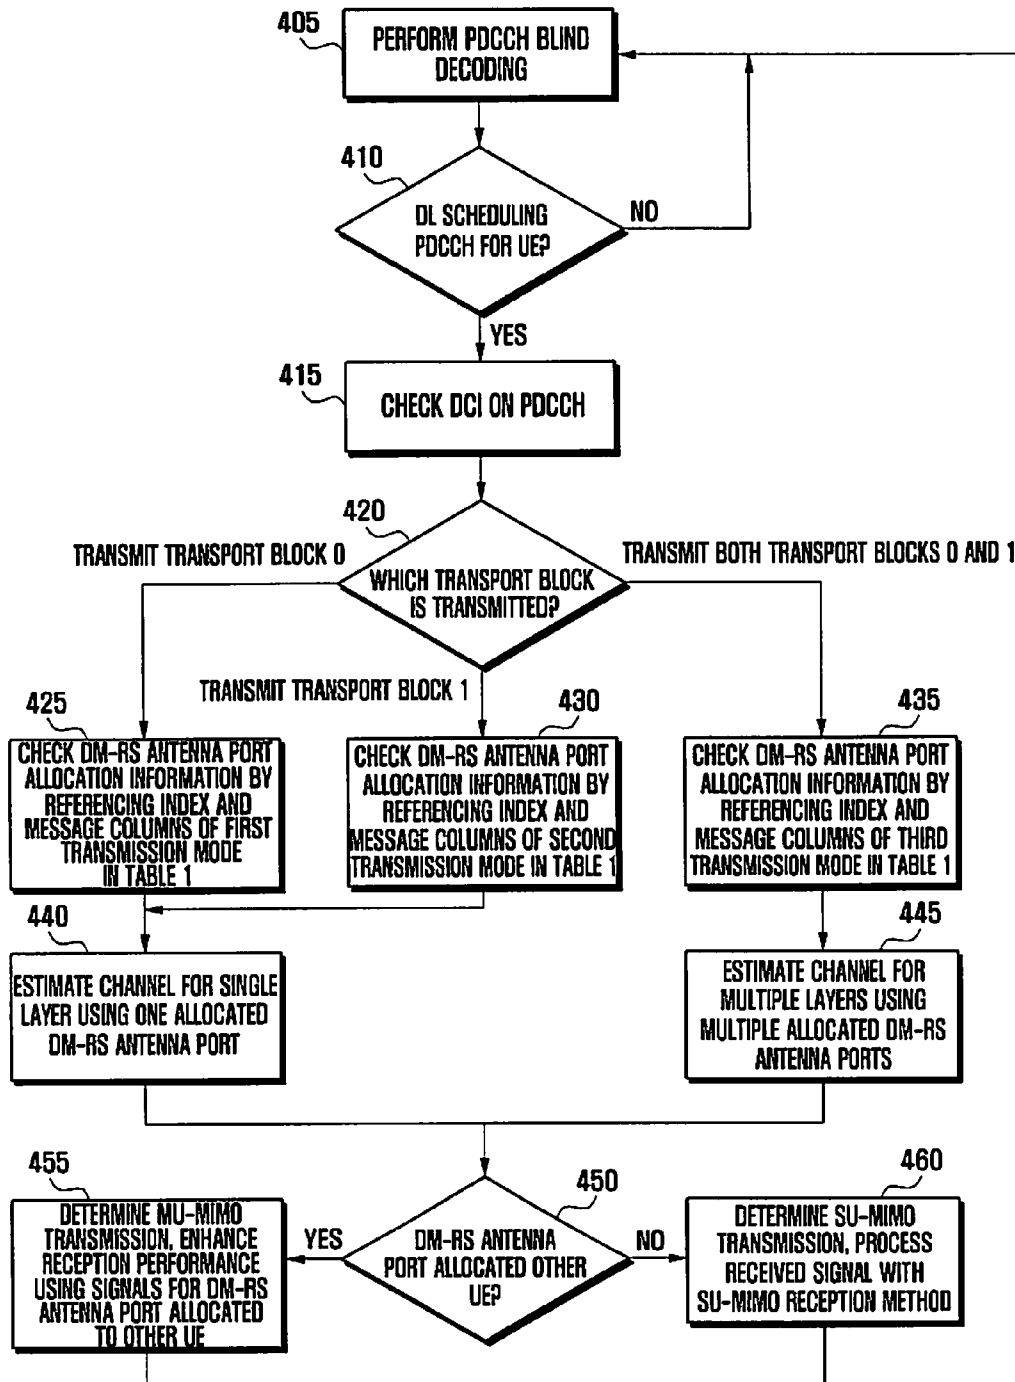 405
PERFORM PDCCH BLIND
DECODING
410
DL SCHEDULING
PDCCH FOR UE?
NO
YES
415
CHECK DCI ON PDCCH
420
TRANSMIT TRANSPORT BLOCK 0
TRANSMIT BOTH TRANSPORT BLOCKS 0 AND 1
WHICH TRANSPORT BLOCK
IS TRANSMITTED?
TRANSMIT TRANSPORT BLOCK 1
425
CHECK DM-RS ANTENNA PORT
ALLOCATION INFORMATION BY
REFERENCING INDEX AND
MESSAGE COLUMNS OF FIRST
TRANSMISSION MODE
IN TABLE 1
430
CHECK DM-RS ANTENNA PORT
ALLOCATION INFORMATION BY
REFERENCING INDEX AND
MESSAGE COLUMNS OF SECOND
TRANSMISSION MODE IN TABLE 1
435
CHECK DM-RS ANTENNA PORT
ALLOCATION INFORMATION BY
REFERENCING INDEX AND
MESSAGE COLUMNS OF THIRD
TRANSMISSION MODE IN TABLE 1
440
ESTIMATE CHANNEL FOR SINGLE
LAYER USING ONE ALLOCATED
DM-RS ANTENNA PORT
445
ESTIMATE CHANNEL FOR
MULTIPLE LAYERS USING
MULTIPLE ALLOCATED DM-RS
ANTENNA PORTS
450
DM-RS ANTENNA
PORT ALLOCATED OTHER
UE?
YES
NO
455
DETERMINE MU-MIMO
TRANSMISSION, ENHANCE
RECEPTION PERFORMANCE
USING SIGNALS FOR DM-RS
ANTENNA PORT ALLOCATED
TO OTHER UE
460
DETERMINE SU-MIMO
TRANSMISSION, PROCESS
RECEIVED SIGNAL WITH
SU-MIMO RECEPTION METHOD